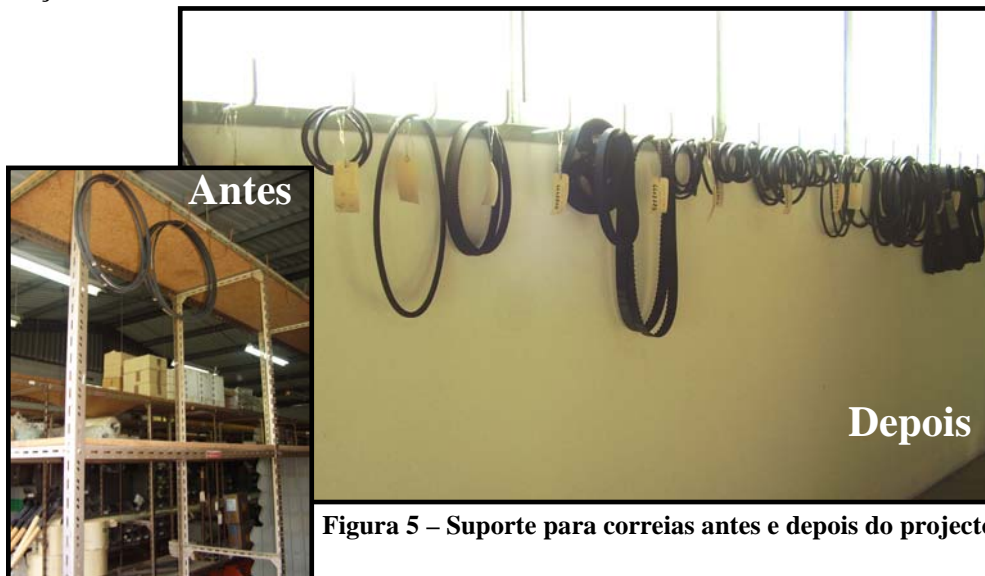 Antes
Depois
Figura 5 – Suporte para correias antes e depois do projecto